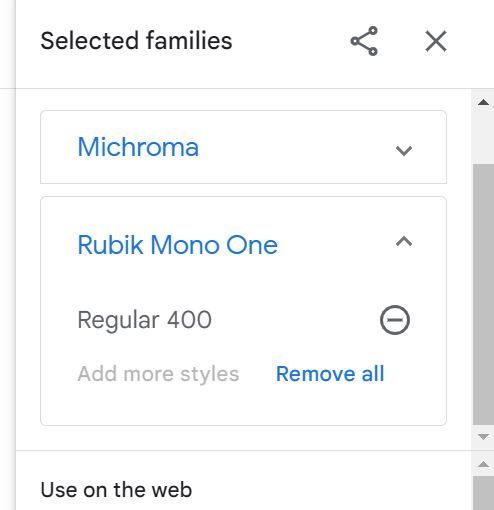 Selected families
Michroma
Rubik Mono One
Regular 400
Add more styles Remove all
Use on the web